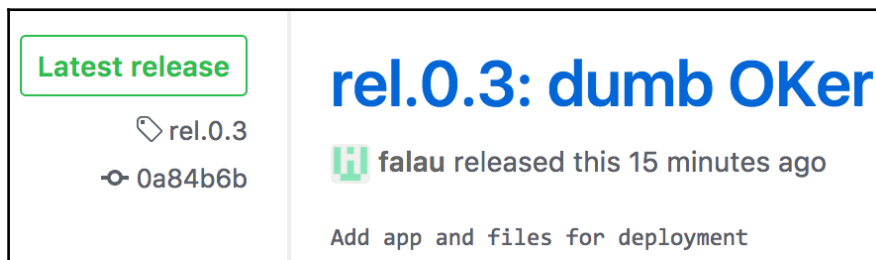 Latest release
rel.0.3
0a84b6b
rel.0.3: dumb OKer
falau released this 15 minutes ago
Add app and files for deployment